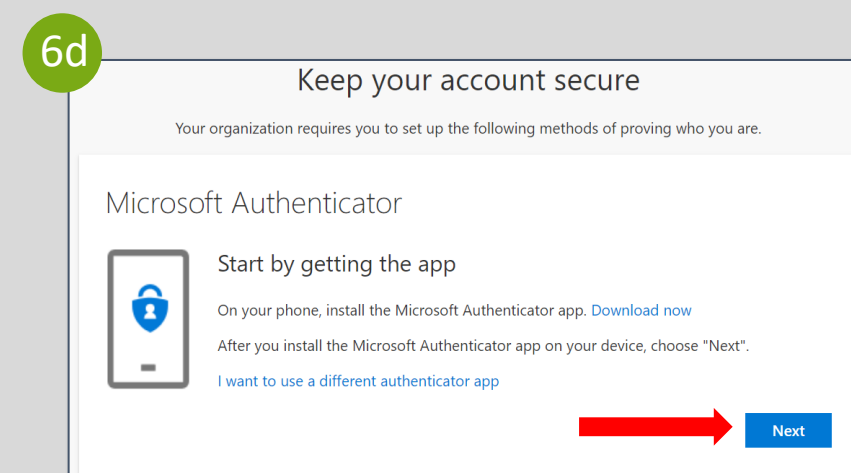 6d
Keep your account secure
Your organization requires you to set up the following methods of proving who you are.
Microsoft Authenticator
Start by getting the app
On your phone, install the Microsoft Authenticator app. Download now
After you install the Microsoft Authenticator app on your device, choose "Next".
I want to use a different authenticator app
Next